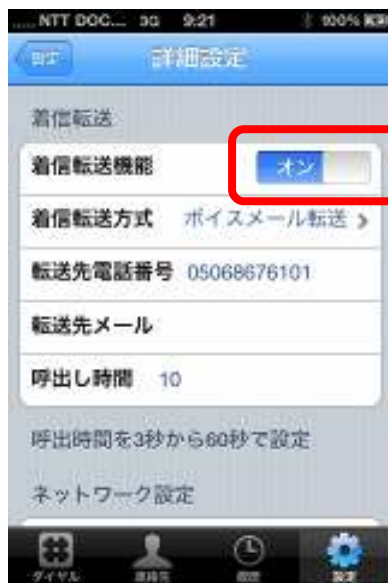 NTT DOC... 3G 9:21 100%
設定 詳細設定
着信転送
着信転送機能 オン
着信転送方式 ボイスメール転送
転送先電話番号 05068676101
転送先メール
呼出し時間 10
呼出時間を3秒から60秒で設定
ネットワーク設定
ダイヤル 連絡先 設定